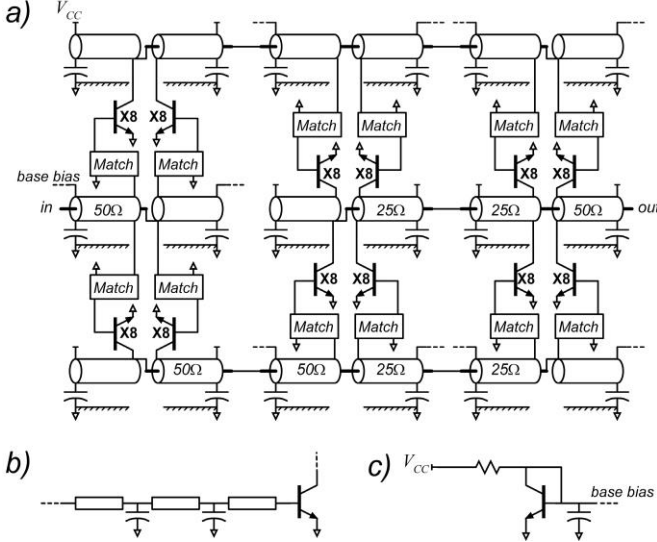 a)
V_CC
X8 X8
Match Match
Match Match
X8 X8
X8 X8
Match Match
base bias
in 50Ω 25Ω 25Ω 50Ω out
Match Match
X8 X8
X8 X8
X8 X8
Match Match
Match Match
50Ω 50Ω 25Ω 25Ω
b)
c)
V_CC
base bias